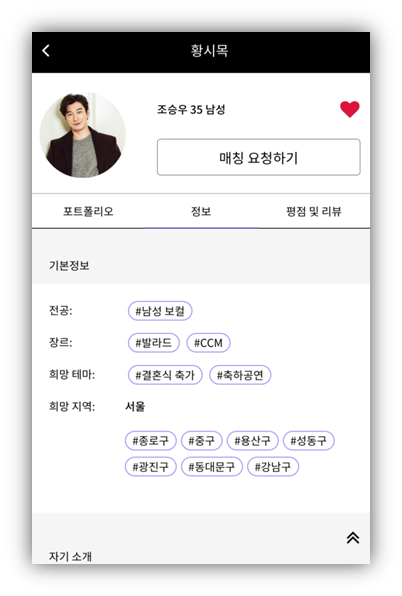 황시목
조승우 35 남성
매칭 요청하기
포트폴리오 정보 평점 및 리뷰
기본정보
전공: #남성 보컬
장르: #발라드 #CCM
희망 테마: #결혼식 축가 #축하공연
희망 지역: 서울
#종로구 #중구 #용산구 #성동구
#광진구 #동대문구 #강남구
자기 소개